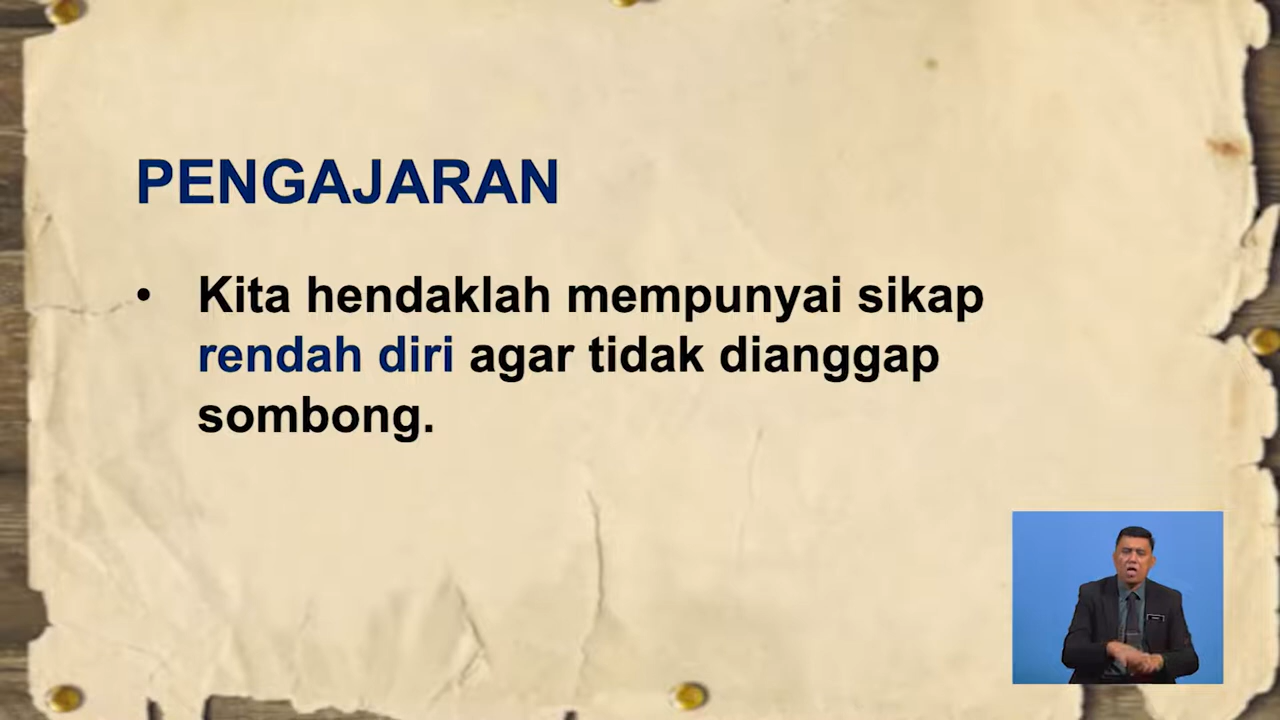 PENGAJARAN
• Kita hendaklah mempunyai sikap
rendah diri agar tidak dianggap
sombong.